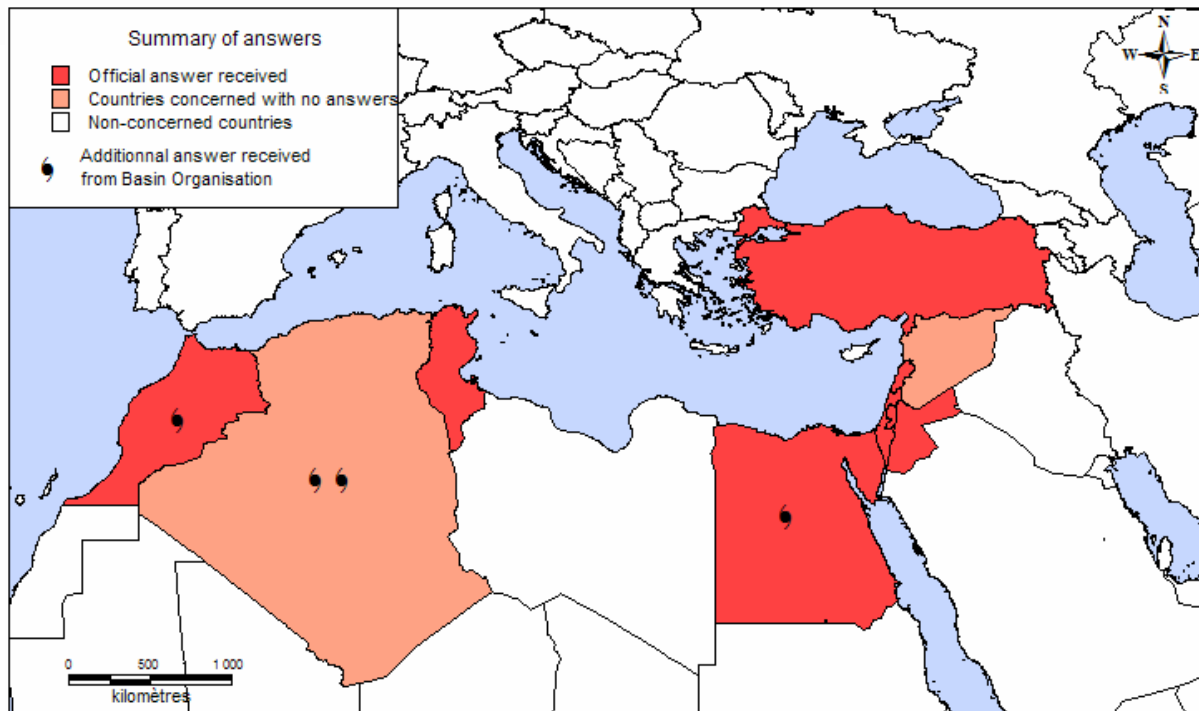 Summary of answers
Official answer received
Countries concerned with no answers
Non-concerned countries
Additionnal answer received
from Basin Organisation
N
W E
S
0 500 1 000
kilomètres